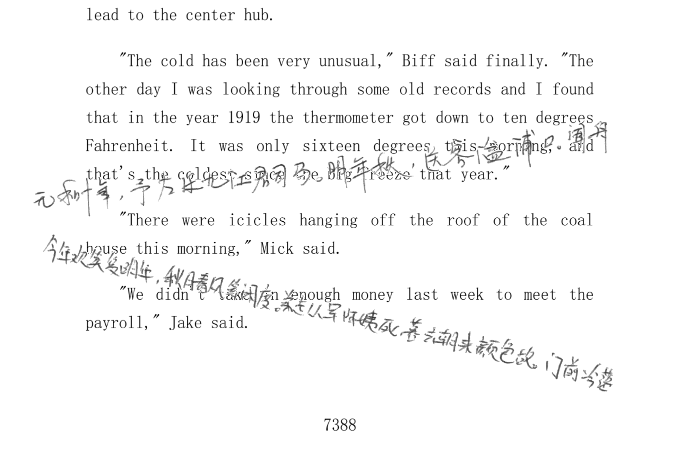 lead to the center hub.
"The cold has been very unusual," Biff said finally. "The
other day I was looking through some old records and I found
that in the year 1919 the thermometer got down to ten degrees
Fahrenheit. It was only sixteen degrees this morning, and
that's the coldest since the big freeze that year."
元和十年,予左迁九江郡司马。明年秋,送客湓浦口。闻舟
"There were icicles hanging off the roof of the coal
house this morning," Mick said.
今年欢笑复明年,秋月春风等闲度。弟走从军阿姨死,暮去朝来颜色故。门前冷落
"We didn't take in enough money last week to meet the
payroll," Jake said.
7388